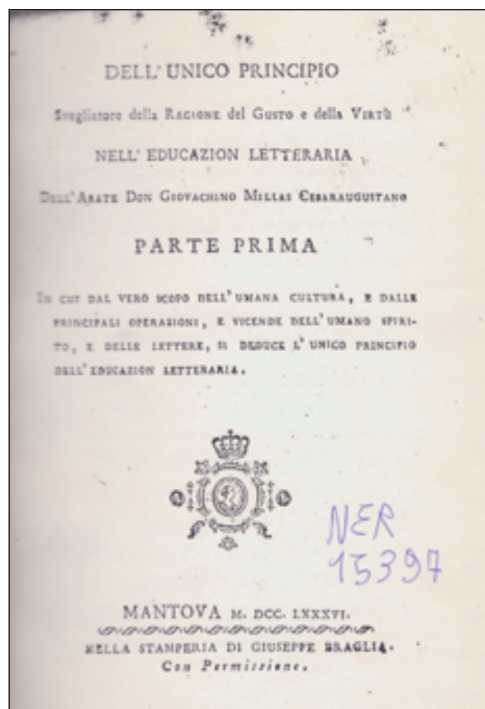 DELL' UNICO PRINCIPIO
Svegliatore della RAGIONE del GUSTO e della VIRTÙ
NELL' EDUCAZION LETTERARIA
DELL' ABATE DON GIOVACHINO MILLAS CESARAUGUSTANO
PARTE PRIMA
IN CUI DAL VERO SCOPO DELL' UMANA CULTURA, E DALLE
PRINCIPALI OPERAZIONI, E VICENDE DELL' UMANO SPIRI-
TO, E DELLE LETTERE, SI DEDUCE L' UNICO PRINCIPIO
DELL' EDUCAZION LETTERARIA.
NER
15397
MANTOVA M. DCC. LXXXVI.
NELLA STAMPERIA DI GIUSEPPE BRAGLIA.
Con Permissione.